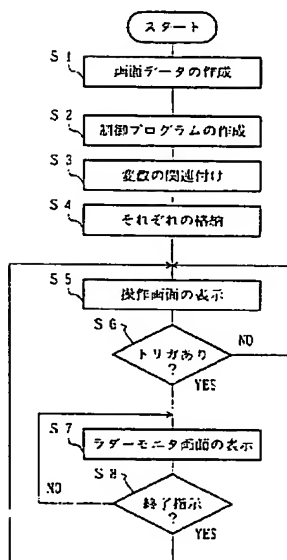 スタート
S1
画面データの作成
S2
制御プログラムの作成
S3
変数の関連付け
S4
それぞれの格納
S5
操作画面の表示
S6
トリガあり
?
NO
YES
S7
ラダーモニタ画面の表示
S8
NO
終了指示
?
YES